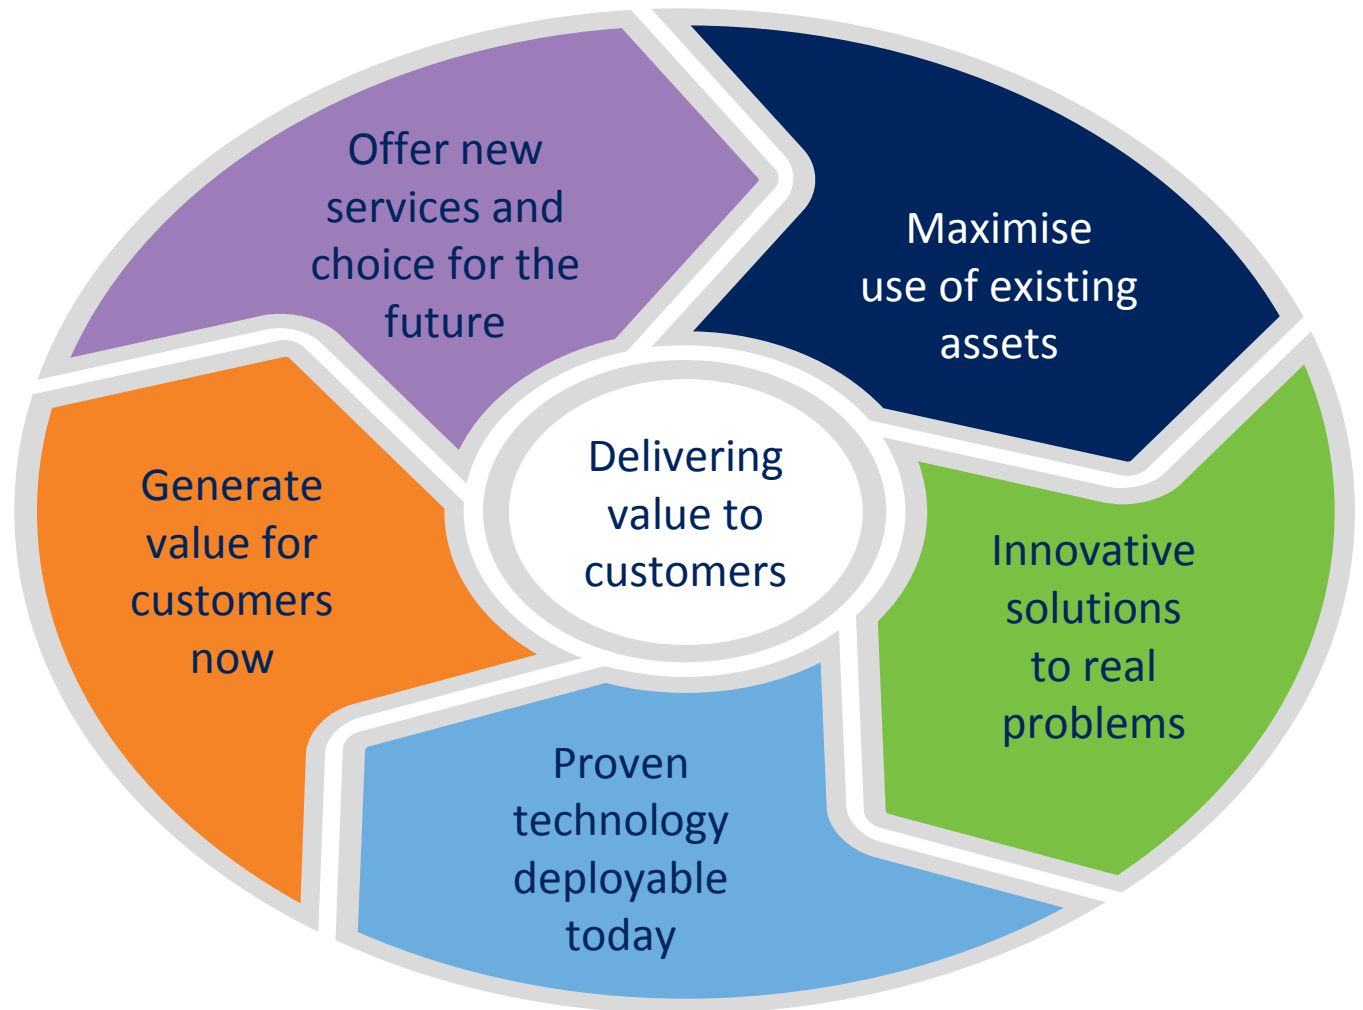 Offer new
services and
choice for the
future
Maximise
use of existing
assets
Delivering
value to
customers
Generate
value for
customers
now
Innovative
solutions
to real
problems
Proven
technology
deployable
today